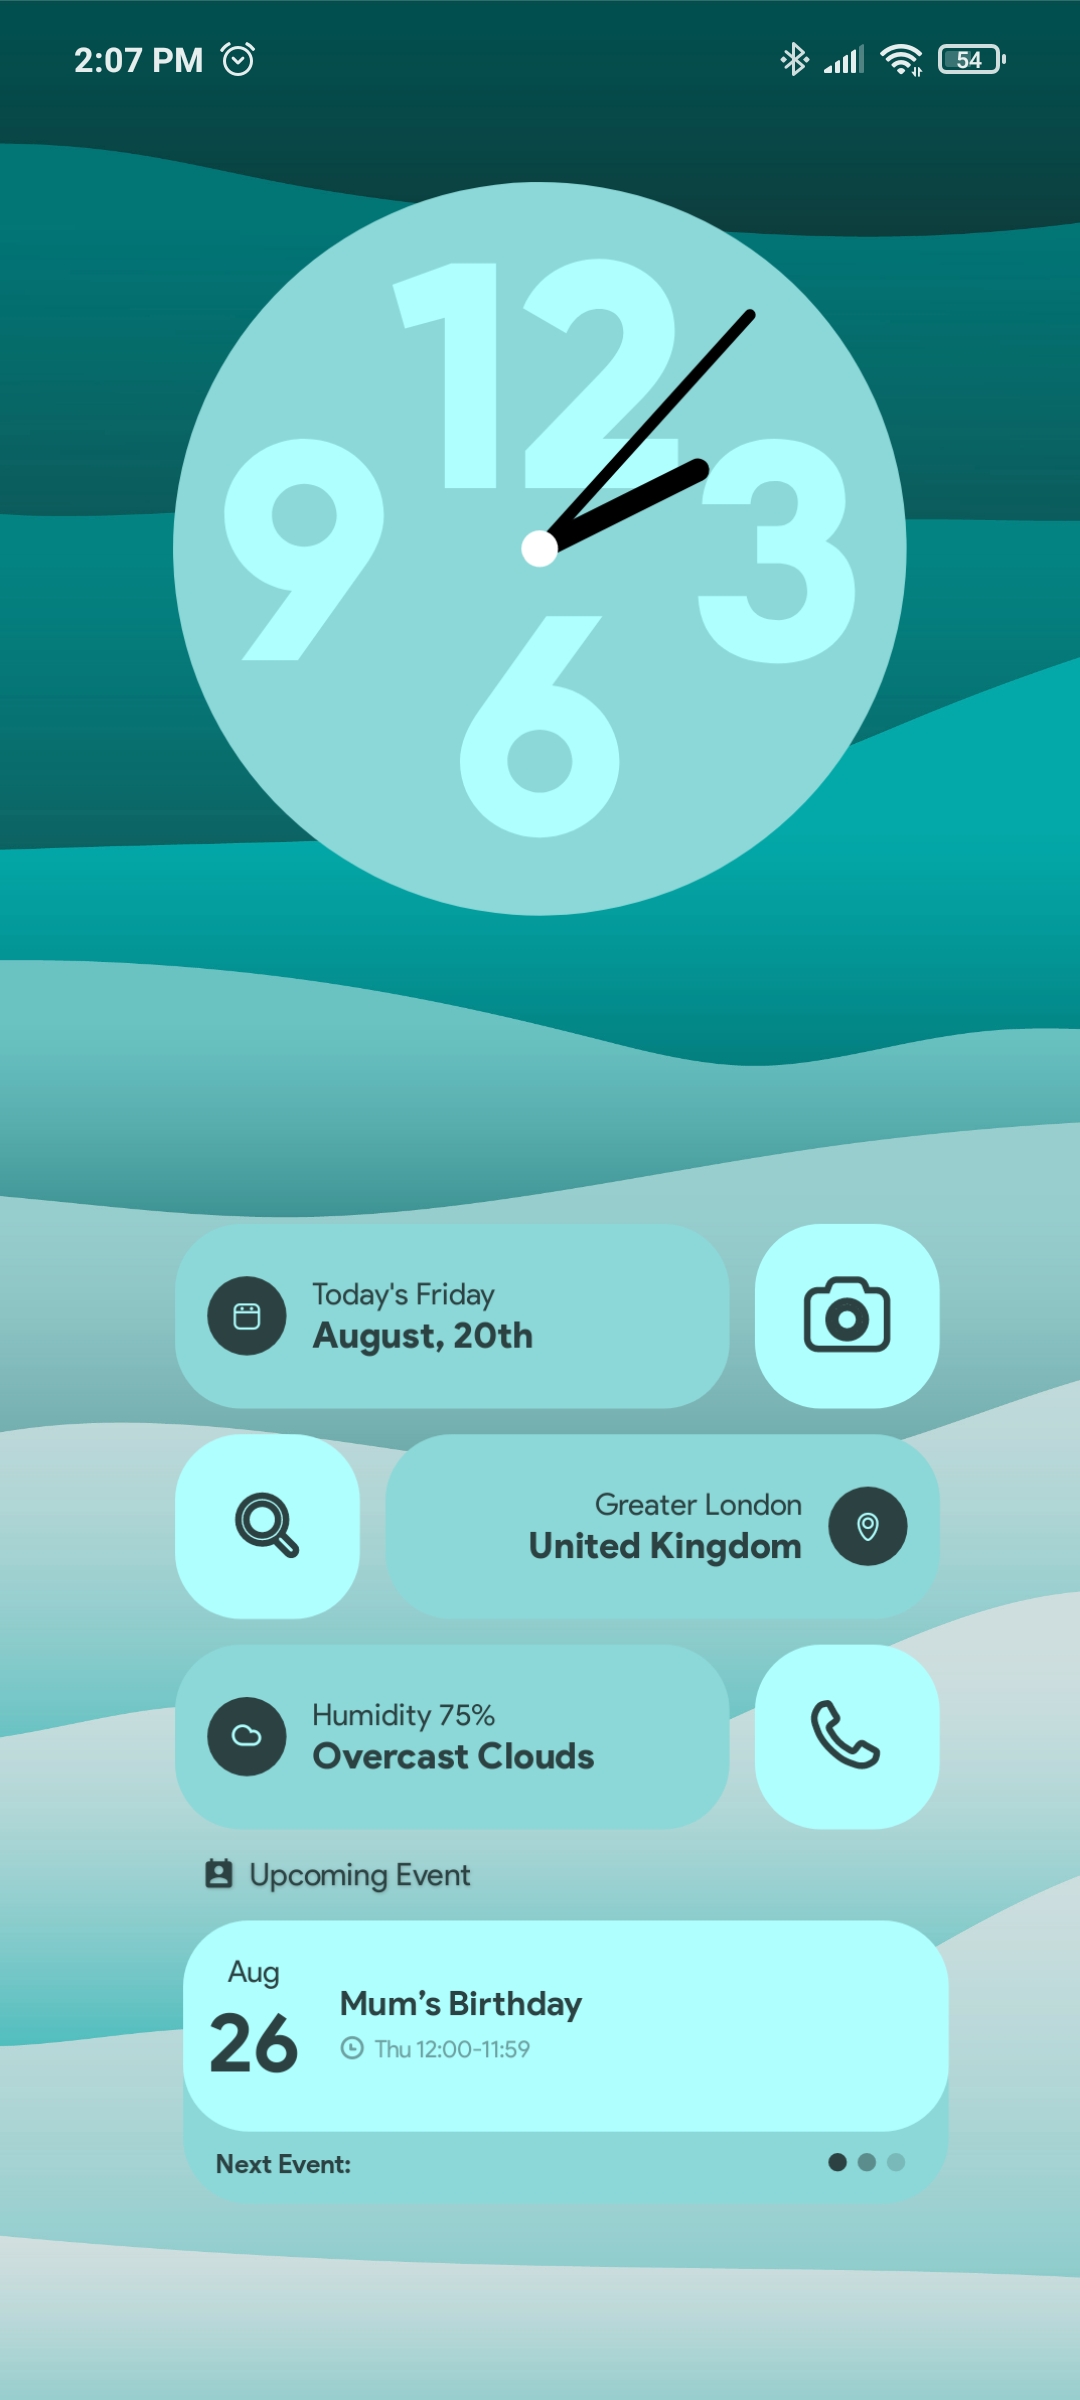 2:07 PM
54
12
9
3
6
Today's Friday
August, 20th
Greater London
United Kingdom
Humidity 75%
Overcast Clouds
Upcoming Event
Aug
26
Mum’s Birthday
Thu 12:00-11:59
Next Event: